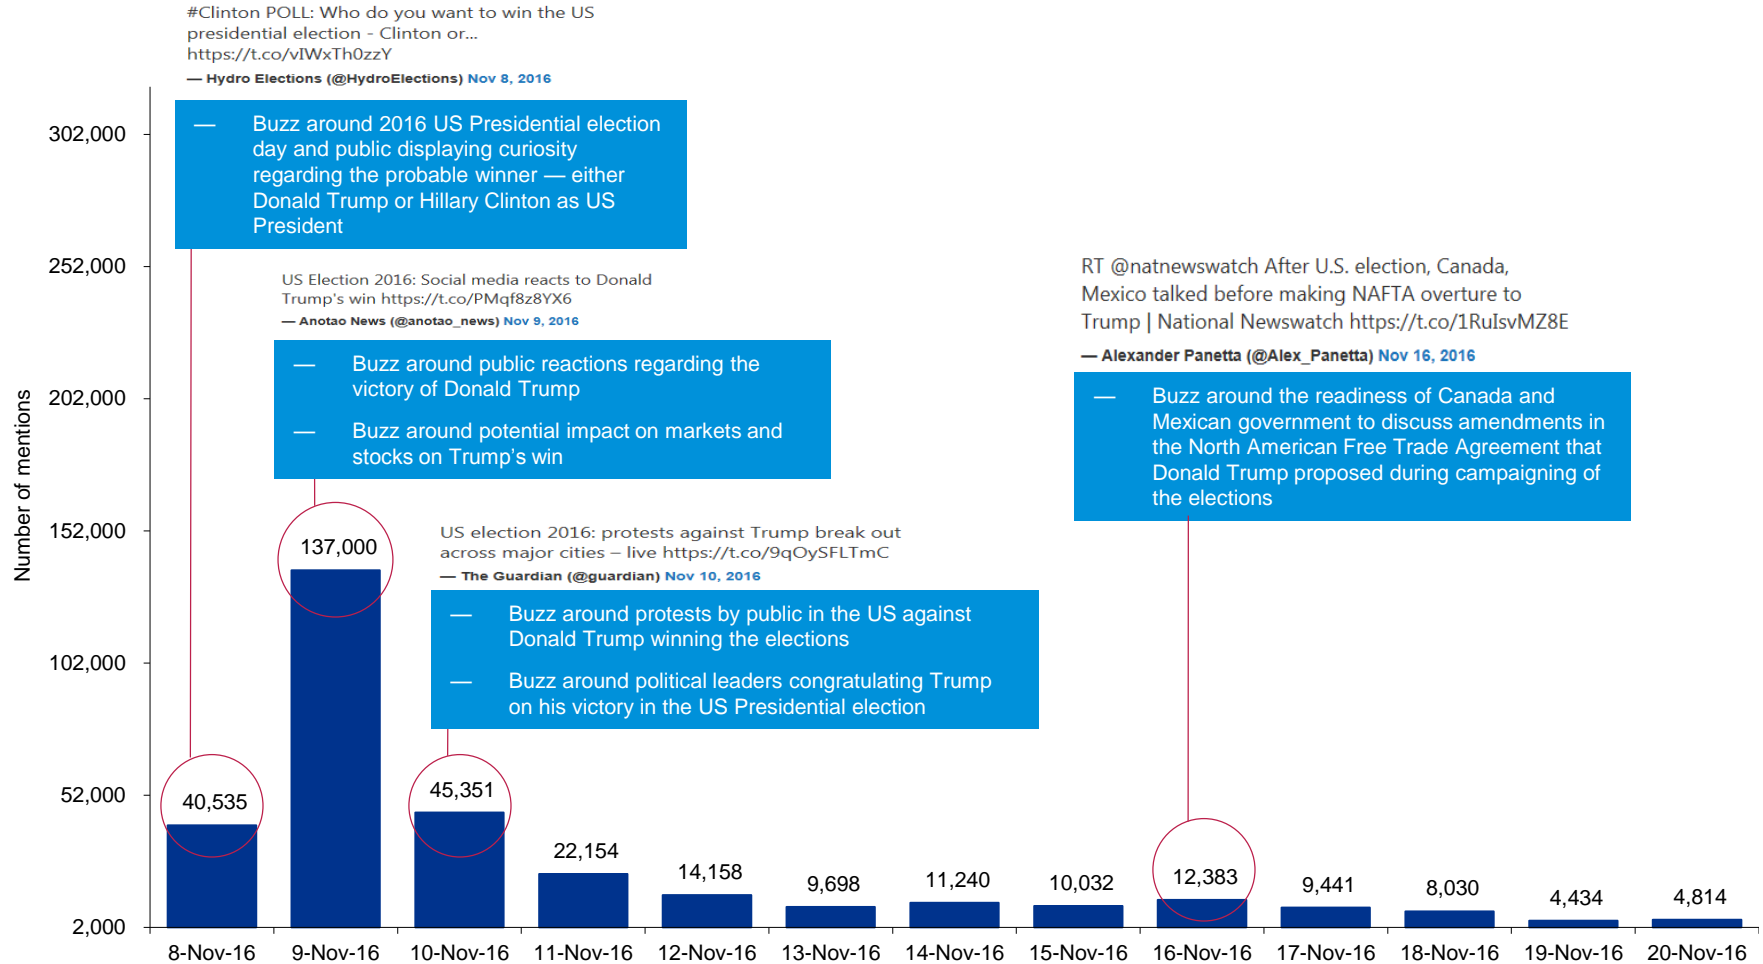 #Clinton POLL: Who do you want to win the US
presidential election - Clinton or...
https://t.co/vIWxTh0zzY
— Hydro Elections (@HydroElections) Nov 8, 2016
— Buzz around 2016 US Presidential election
day and public displaying curiosity
regarding the probable winner — either
Donald Trump or Hillary Clinton as US
President
US Election 2016: Social media reacts to Donald
Trump's win https://t.co/PMqf8z8YX6
— Anotao News (@anotao_news) Nov 9, 2016
— Buzz around public reactions regarding the
victory of Donald Trump
— Buzz around potential impact on markets and
stocks on Trump's win
US election 2016: protests against Trump break out
across major cities – live https://t.co/9qOySFLTmC
— The Guardian (@guardian) Nov 10, 2016
— Buzz around protests by public in the US against
Donald Trump winning the elections
— Buzz around political leaders congratulating Trump
on his victory in the US Presidential election
RT @natnewswatch After U.S. election, Canada,
Mexico talked before making NAFTA overture to
Trump | National Newswatch https://t.co/1RuIsvMZ8E
— Alexander Panetta (@Alex_Panetta) Nov 16, 2016
— Buzz around the readiness of Canada and
Mexican government to discuss amendments in
the North American Free Trade Agreement that
Donald Trump proposed during campaigning of
the elections
Number of mentions
302,000
252,000
202,000
152,000
102,000
52,000
2,000
40,535
137,000
45,351
22,154
14,158
9,698
11,240
10,032
12,383
9,441
8,030
4,434
4,814
8-Nov-16
9-Nov-16
10-Nov-16
11-Nov-16
12-Nov-16
13-Nov-16
14-Nov-16
15-Nov-16
16-Nov-16
17-Nov-16
18-Nov-16
19-Nov-16
20-Nov-16